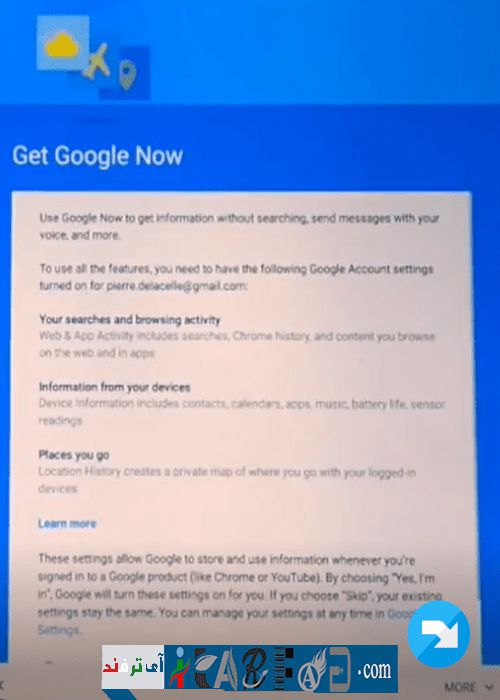 Get Google Now
Use Google Now to get information without searching, send messages with your
voice, and more.
To use all the features, you need to have the following Google Account settings
turned on for pierre.delacelle@gmail.com:
Your searches and browsing activity
Web & App Activity includes searches, Chrome history, and content you browse
on the web and in apps
Information from your devices
Device Information includes contacts, calendars, apps, music, battery life, sensor
readings
Places you go
Location History creates a private map of where you go with your logged-in
devices
Learn more
These settings allow Google to store and use information whenever you're
signed in to a Google product (like Chrome or YouTube). By choosing "Yes, I'm
in", Google will turn these settings on for you. If you choose "Skip", your existing
settings stay the same. You can manage your settings at any time in
Settings.
آی ترفند
.com
MORE